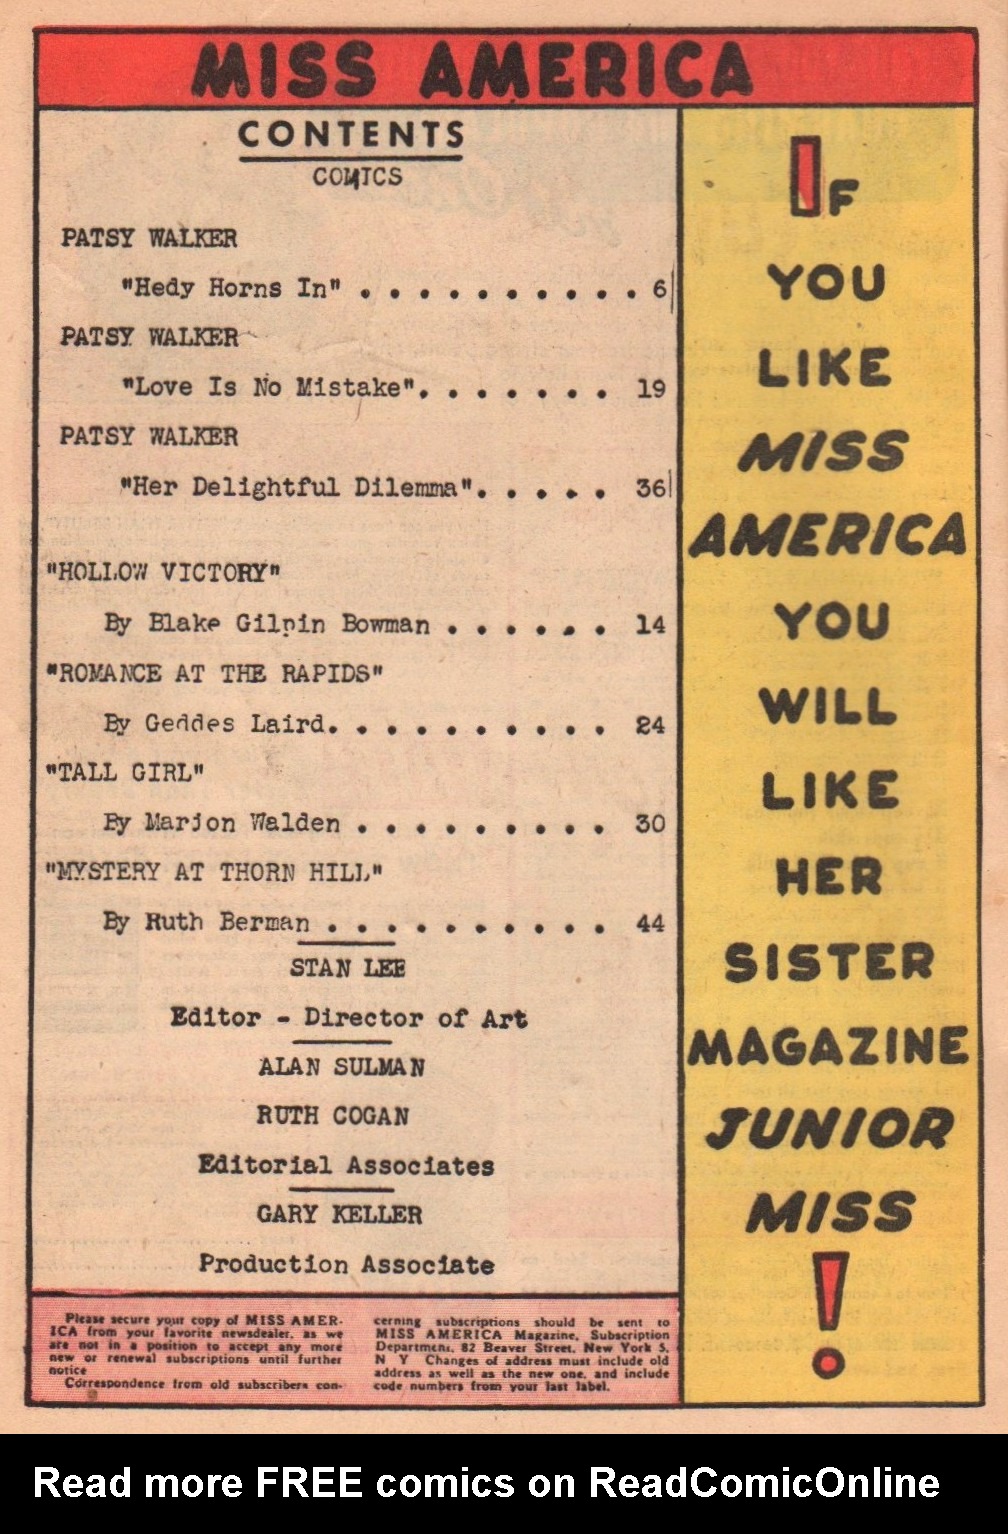 MISS AMERICA
CONTENTS
COMICS
PATSY WALKER
"Hedy Horns In" . . . . . . . . . . 6
PATSY WALKER
"Love Is No Mistake". . . . . . . 19
PATSY WALKER
"Her Delightful Dilemma". . . . . 36
"HOLLOW VICTORY"
By Blake Gilpin Bowman . . . . . . 14
"ROMANCE AT THE RAPIDS"
By Geddes Laird. . . . . . . . . . 24
"TALL GIRL"
By Marion Walden . . . . . . . . . 30
"MYSTERY AT THORN HILL"
By Ruth Berman . . . . . . . . . . 44
STAN LEE
Editor - Director of Art
ALAN SULMAN
RUTH COGAN
Editorial Associates
GARY KELLER
Production Associate
Please secure your copy of MISS AMER-
ICA from your favorite newsdealer, as we
are not in a position to accept any more
new or renewal subscriptions until further
notice
Correspondence from old subscribers con-
cerning subscriptions should be sent to
MISS AMERICA Magazine, Subscription
Department, 82 Beaver Street, New York 5,
N Y Changes of address must include old
address as well as the new one, and include
code numbers from your last label.
IF
YOU
LIKE
MISS
AMERICA
YOU
WILL
LIKE
HER
SISTER
MAGAZINE
JUNIOR
MISS
!
Read more FREE comics on ReadComicOnline